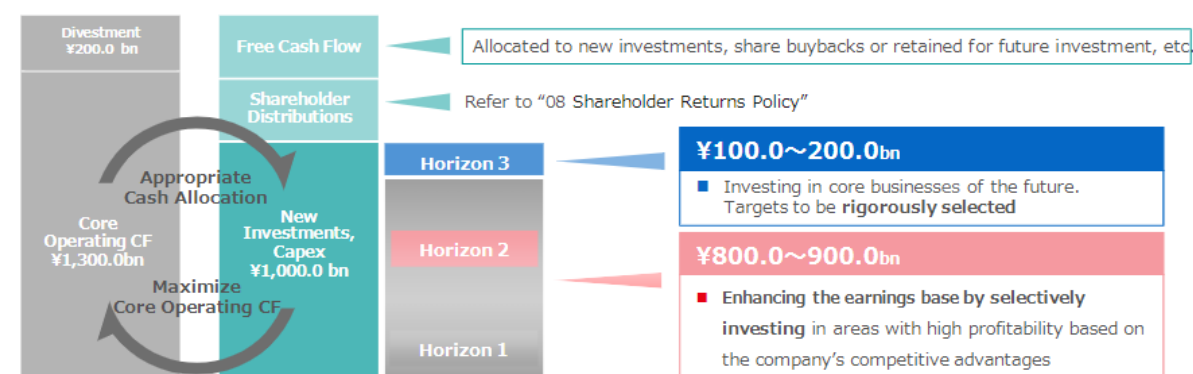 Divestment
¥200.0 bn
Free Cash Flow
Allocated to new investments, share buybacks or retained for future investment, etc.
Shareholder
Distributions
Refer to “08 Shareholder Returns Policy”
Appropriate
Cash Allocation
Core
Operating CF
¥1,300.0bn
Maximize
Core Operating CF
New
Investments,
Capex
¥1,000.0 bn
Horizon 3
¥100.0～200.0bn
■ Investing in core businesses of the future.
Targets to be rigorously selected
Horizon 2
¥800.0～900.0bn
■ Enhancing the earnings base by selectively
investing in areas with high profitability based on
the company’s competitive advantages
Horizon 1